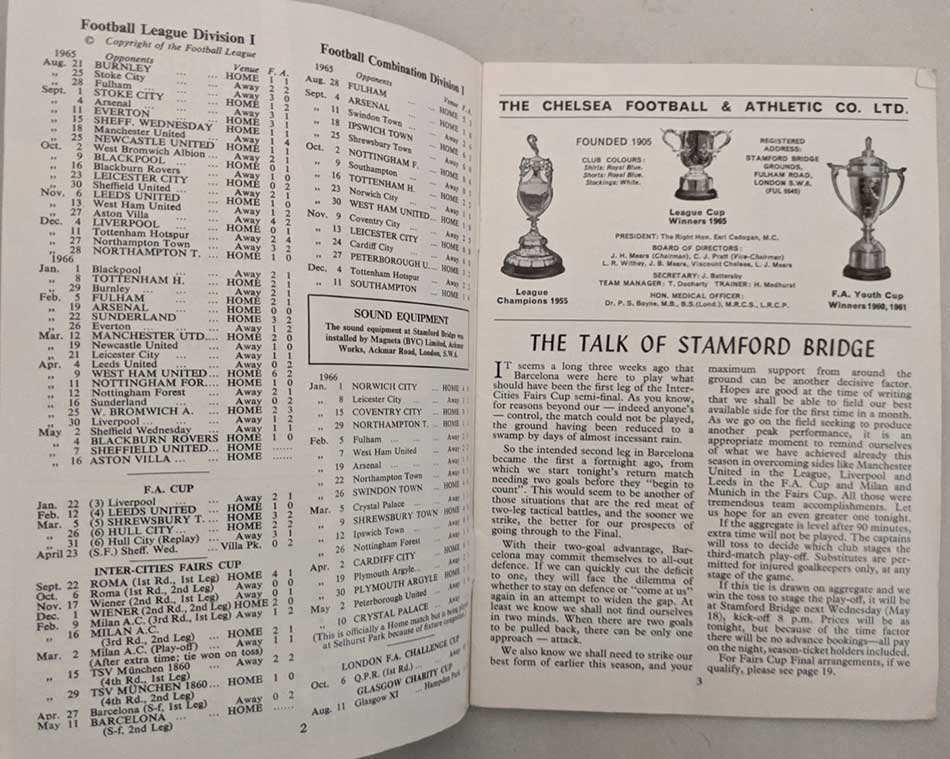 Football League Division I
© Copyright of the Football League
1965 Opponents Venue F. A.
Aug. 21 BURNLEY ... ... HOME 1 1
„ 25 Stoke City ... ... Away 2 2
„ 28 Fulham ... ... Away 3 0
Sept. 1 STOKE CITY ... HOME 1 2
„ 4 Arsenal ... ... Away 3 1
„ 11 EVERTON ... ... HOME 3 1
„ 15 SHEFF. WEDNESDAY HOME 1 1
„ 18 Manchester United ... Away 1 4
„ 25 NEWCASTLE UNITED HOME 1 1
Oct. 2 West Bromwich Albion ... Away 2 1
„ 9 BLACKPOOL ... HOME 0 1
„ 16 Blackburn Rovers ... Away 1 0
„ 23 LEICESTER CITY HOME 0 2
„ 30 Sheffield United ... Away 2 1
Nov. 6 LEEDS UNITED ... HOME 1 0
„ 13 West Ham United ... Away 1 2
„ 27 Aston Villa ... ... Away 4 2
Dec. 4 LIVERPOOL ... HOME 0 1
„ 11 Tottenham Hotspur ... Away 2 4
„ 27 Northampton Town ... Away 3 2
„ 28 NORTHAMPTON T. ... HOME 1 0
1966
Jan. 1 Blackpool ... ... Away 2 1
„ 8 TOTTENHAM H. ... HOME 2 1
„ 29 Burnley ... ... Away 2 1
Feb. 5 FULHAM ... ... HOME 2 1
„ 19 ARSENAL ... ... HOME 0 0
„ 22 SUNDERLAND ... HOME 3 2
„ 26 Everton ... ... Away 1 2
Mar. 12 MANCHESTER UTD.... HOME 2 0
„ 19 Newcastle United ... Away 1 0
„ 21 Leicester City ... ... Away 1 1
Apr. 4 Leeds United ... ... Away 0 2
„ 9 WEST HAM UNITED... HOME 6 2
„ 11 NOTTINGHAM FOR.... HOME 1 0
„ 12 Nottingham Forest ... Away 2 1
„ 16 Sunderland ... ... Away 0 2
„ 25 W. BROMWICH A. ... HOME 2 3
„ 30 Liverpool ... ... Away 1 2
May 2 Sheffield Wednesday ... Away 1 1
„ 4 BLACKBURN ROVERS HOME 1 0
„ 7 SHEFFIELD UNITED... HOME ......
„ 16 ASTON VILLA ... ... HOME ......
F.A. CUP
Jan. 22 (3) Liverpool ... ... Away 2 1
Feb. 12 (4) LEEDS UNITED ... HOME 1 0
Mar. 5 (5) SHREWSBURY T.... HOME 3 2
„ 26 (6) HULL CITY... ... HOME 2 2
„ 31 (6) Hull City (Replay) ... Away 3 1
April 23 (S.F.) Sheff. Wed. ... Villa Pk. 0 2
INTER-CITIES FAIRS CUP
Sept. 22 ROMA (1st Rd., 1st Leg) HOME 4 1
Oct. 6 Roma (1st Rd., 2nd Leg) Away 0 0
Nov. 17 Wiener (2nd Rd., 1st Leg) Away 0 1
Dec. 1 WIENER (2nd Rd., 2nd Leg) HOME 2 0
Feb. 9 Milan A.C. (3rd Rd., 1st Leg) Away 1 2
„ 16 MILAN A.C.
(3rd Rd., 2nd Leg) HOME 2 1
Mar. 2 Milan A.C. (Play-off) ... Away 1 1
(After extra time; tie won on toss)
„ 15 TSV München 1860 Away 2 2
(4th Rd., 1st Leg)
„ 29 TSV MÜNCHEN 1860... HOME 1 0
(4th Rd., 2nd Leg)
Apr. 27 Barcelona (S-f, 1st Leg) Away 0 2
May 11 BARCELONA ... ... HOME ......
(S-f, 2nd Leg)
2
Football Combination Division I
1965 Opponents Venue F. A.
Aug. 28 FULHAM
Sept. 4 ARSENAL ... ... HOME
„ 11 Swindon Town ...
„ 18 IPSWICH TOWN ... HOME
„ 25 Shrewsbury Town ... Away
Oct. 2 NOTTINGHAM F. ... HOME
„ 9 Southampton ... Away
„ 16 TOTTENHAM H. ... HOME
„ 23 Norwich City ... Away
„ 30 WEST HAM UNITED... HOME
Nov. 9 Coventry City ... Away
„ 13 LEICESTER CITY ... HOME
„ 24 Cardiff City ... Away
„ 27 PETERBOROUGH U.... HOME
Dec. 4 Tottenham Hotspur ... Away
„ 11 SOUTHAMPTON ... HOME
SOUND EQUIPMENT
The sound equipment at Stamford Bridge was
installed by Magneta (BVC) Limited, Ackmar
Works, Ackmar Road, London, S.W.6.
1966
Jan. 1 NORWICH CITY ... HOME
„ 8 Leicester City ... Away
„ 15 COVENTRY CITY ... HOME
„ 29 NORTHAMPTON T. ... HOME
Feb. 5 Fulham ... ... Away
„ 7 West Ham United ... Away
„ 19 Arsenal ... ... Away
„ 22 Northampton Town ... Away
„ 26 SWINDON TOWN ... HOME
Mar. 5 Crystal Palace ... Away
„ 9 SHREWSBURY TOWN HOME
„ 12 Ipswich Town ... Away
„ 26 Nottingham Forest ... Away
Apr. 2 CARDIFF CITY ... HOME
„ 19 Plymouth Argyle... ... Away
„ 30 PLYMOUTH ARGYLE HOME
May 2 Peterborough United ... Away
„ 10 CRYSTAL PALACE ... HOME
(This is officially a Home match but is being played
at Selhurst Park because of fixture congestion)
LONDON F.A. CHALLENGE CUP
Oct. 6 Q.P.R. (1st Rd.) ... Away
GLASGOW CHARITY CUP
Aug. 11 Glasgow XI ... Hampden Park
THE CHELSEA FOOTBALL & ATHLETIC CO. LTD.
FOUNDED 1905
CLUB COLOURS:
Shirts: Royal Blue.
Shorts: Royal Blue.
Stockings: White.
REGISTERED
ADDRESS:
STAMFORD BRIDGE
GROUNDS,
FULHAM ROAD,
LONDON S.W.6.
(FUL 5545)
League Cup
Winners 1965
PRESIDENT: The Right Hon. Earl Cadogan, M.C.
BOARD OF DIRECTORS:
J. H. Mears (Chairman), C. J. Pratt (Vice-Chairman)
L. R. Withey, J. B. Mears, Viscount Chelsea, L. J. Mears
SECRETARY: J. Battersby
TEAM MANAGER: T. Docherty TRAINER: H. Medhurst
HON. MEDICAL OFFICER:
Dr. P. S. Boyne, M.B., B.S.(Lond.), M.R.C.S., L.R.C.P.
League
Champions 1955
F.A. Youth Cup
Winners 1960, 1961
THE TALK OF STAMFORD BRIDGE
IT seems a long three weeks ago that
Barcelona were here to play what
should have been the first leg of the Inter-
Cities Fairs Cup semi-final. As you know,
for reasons beyond our — indeed anyone's
— control, the match could not be played,
the ground having been reduced to a
swamp by days of almost incessant rain.
So the intended second leg in Barcelona
became the first a fortnight ago, from
which we start tonight's return match
needing two goals before they "begin to
count". This would seem to be another of
those situations that are the red meat of
two-leg tactical battles, and the sooner we
strike, the better for our prospects of
going through to the Final.
With their two-goal advantage, Bar-
celona may commit themselves to all-out
defence. If we can quickly cut the deficit
to one, they will face the dilemma of
whether to stay on defence or "come at us"
again in an attempt to widen the gap. At
least we know we shall not find ourselves
in two minds. When there are two goals
to be pulled back, there can be only one
approach — attack.
We also know we shall need to strike our
best form of earlier this season, and your
maximum support from around the
ground can be another decisive factor.
Hopes are good at the time of writing
that we shall be able to field our best
available side for the first time in a month.
As we go on the field seeking to produce
another peak performance, it is an
appropriate moment to remind ourselves
of what we have achieved already this
season in overcoming sides like Manchester
United in the League, Liverpool and
Leeds in the F.A. Cup and Milan and
Munich in the Fairs Cup. All those were
tremendous team accomplishments. Let
us hope for an even greater one tonight.
If the aggregate is level after 90 minutes,
extra time will not be played. The captains
will toss to decide which club stages the
third-match play-off. Substitutes are per-
mitted for injured goalkeepers only, at any
stage of the game.
If this tie is drawn on aggregate and we
win the toss to stage the play-off, it will be
at Stamford Bridge next Wednesday (May
18), kick-off 8 p.m. Prices will be as
tonight, but because of the time factor
there will be no advance bookings—all pay
on the night, season-ticket holders included.
For Fairs Cup Final arrangements, if we
qualify, please see page 19.
3